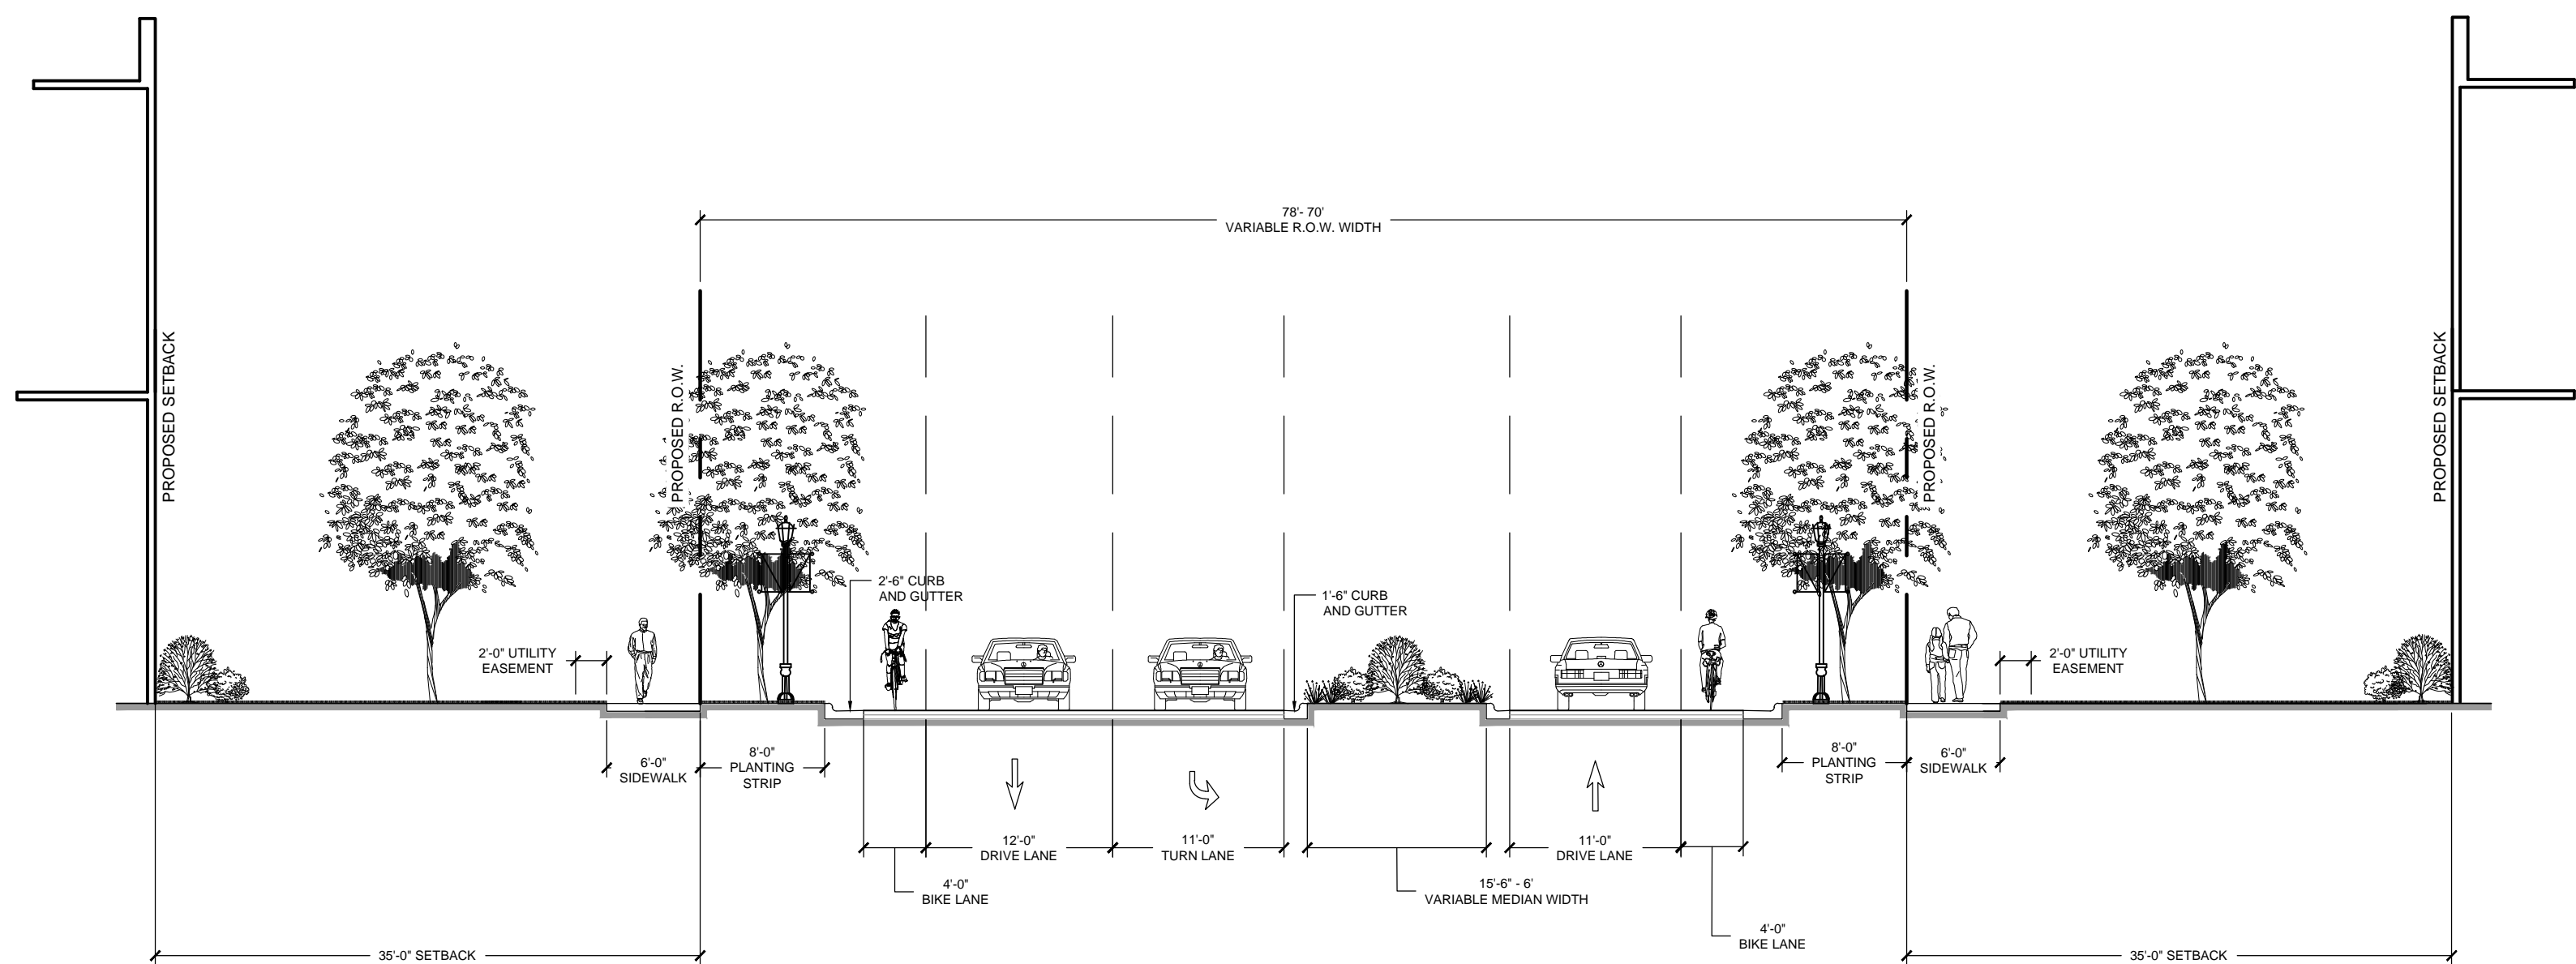 78'- 70'
VARIABLE R.O.W. WIDTH
PROPOSED SETBACK
PROPOSED R.O.W.
PROPOSED R.O.W.
PROPOSED SETBACK
2'-6" CURB
AND GUTTER
1'-6" CURB
AND GUTTER
2'-0" UTILITY
EASEMENT
2'-0" UTILITY
EASEMENT
6'-0"
SIDEWALK
8'-0"
PLANTING
STRIP
8'-0"
PLANTING
STRIP
6'-0"
SIDEWALK
12'-0"
DRIVE LANE
11'-0"
TURN LANE
11'-0"
DRIVE LANE
4'-0"
BIKE LANE
15'-6" - 6'
VARIABLE MEDIAN WIDTH
4'-0"
BIKE LANE
35'-0" SETBACK
35'-0" SETBACK